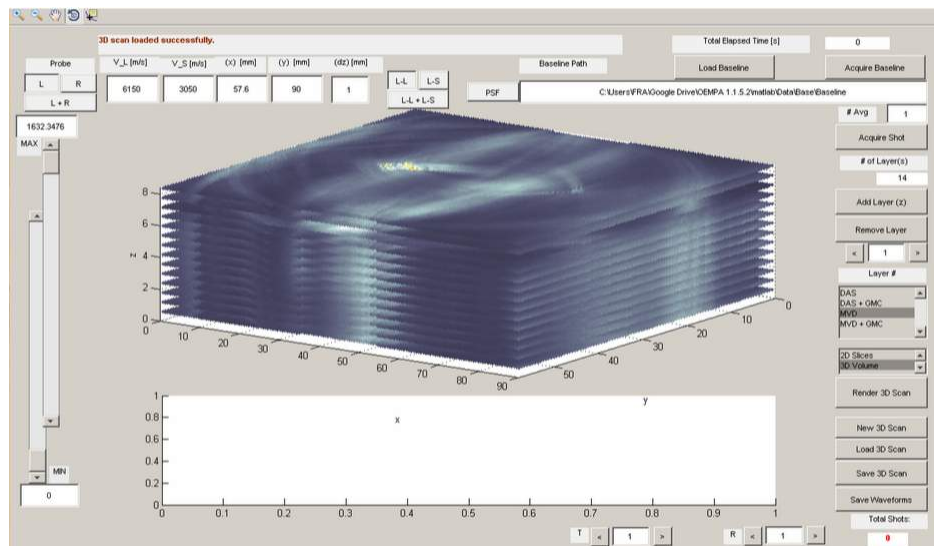 3D scan loaded successfully.
Total Elapsed Time [s]
0
Probe
V_L [m/s]
V_S [m/s]
(x) [mm]
(y) [mm]
(dz) [mm]
Baseline Path
Load Baseline
Acquire Baseline
L
R
L-L
L-S
6150
3050
57.6
90
1
L + R
L-L + L-S
PSF
C:\Users\FRA\Google Drive\OEMPA 1.1.5.2\matlab\Data\Base\Baseline
# Avg
1
1632.3476
MAX
Acquire Shot
# of Layer(s)
14
Add Layer (z)
Remove Layer
<
1
>
Layer #
DAS
DAS + GMC
MVD
MVD + GMC
2D Slices
3D Volume
Render 3D Scan
New 3D Scan
Load 3D Scan
Save 3D Scan
Save Waveforms
Total Shots:
0
8
6
z
4
2
0
0
10
20
30
40
50
60
70
80
90
50
40
30
20
10
0
1
0.8
0.6
0.4
0.2
0
x
y
0
0.1
0.2
0.3
0.4
0.5
0.6
0.7
0.8
0.9
1
MIN
0
T
<
1
>
R
<
1
>